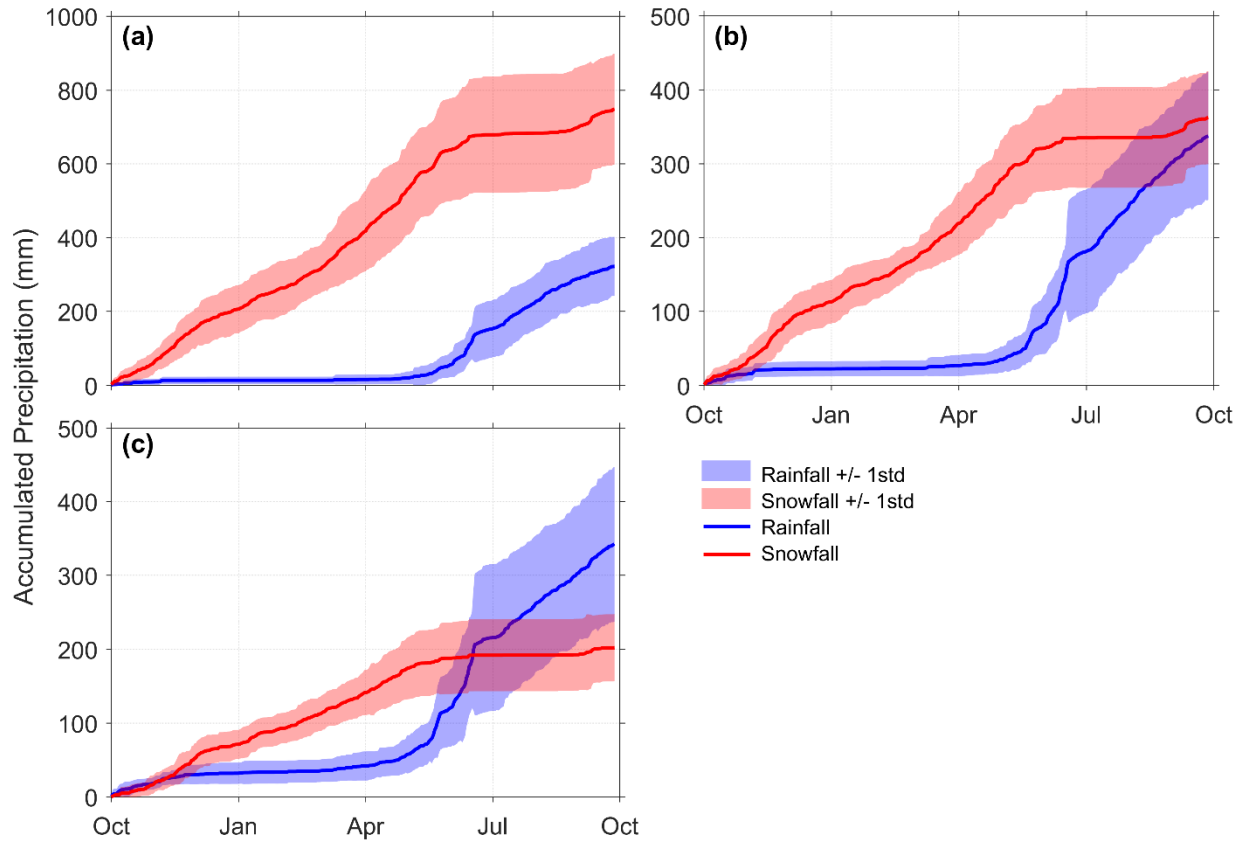 Accumulated Precipitation (mm)
(a)
1000
800
600
400
200
0
(b)
500
400
300
200
100
0
Oct Jan Apr Jul Oct
(c)
500
400
300
200
100
0
Oct Jan Apr Jul Oct
Rainfall +/- 1std
Snowfall +/- 1std
Rainfall
Snowfall